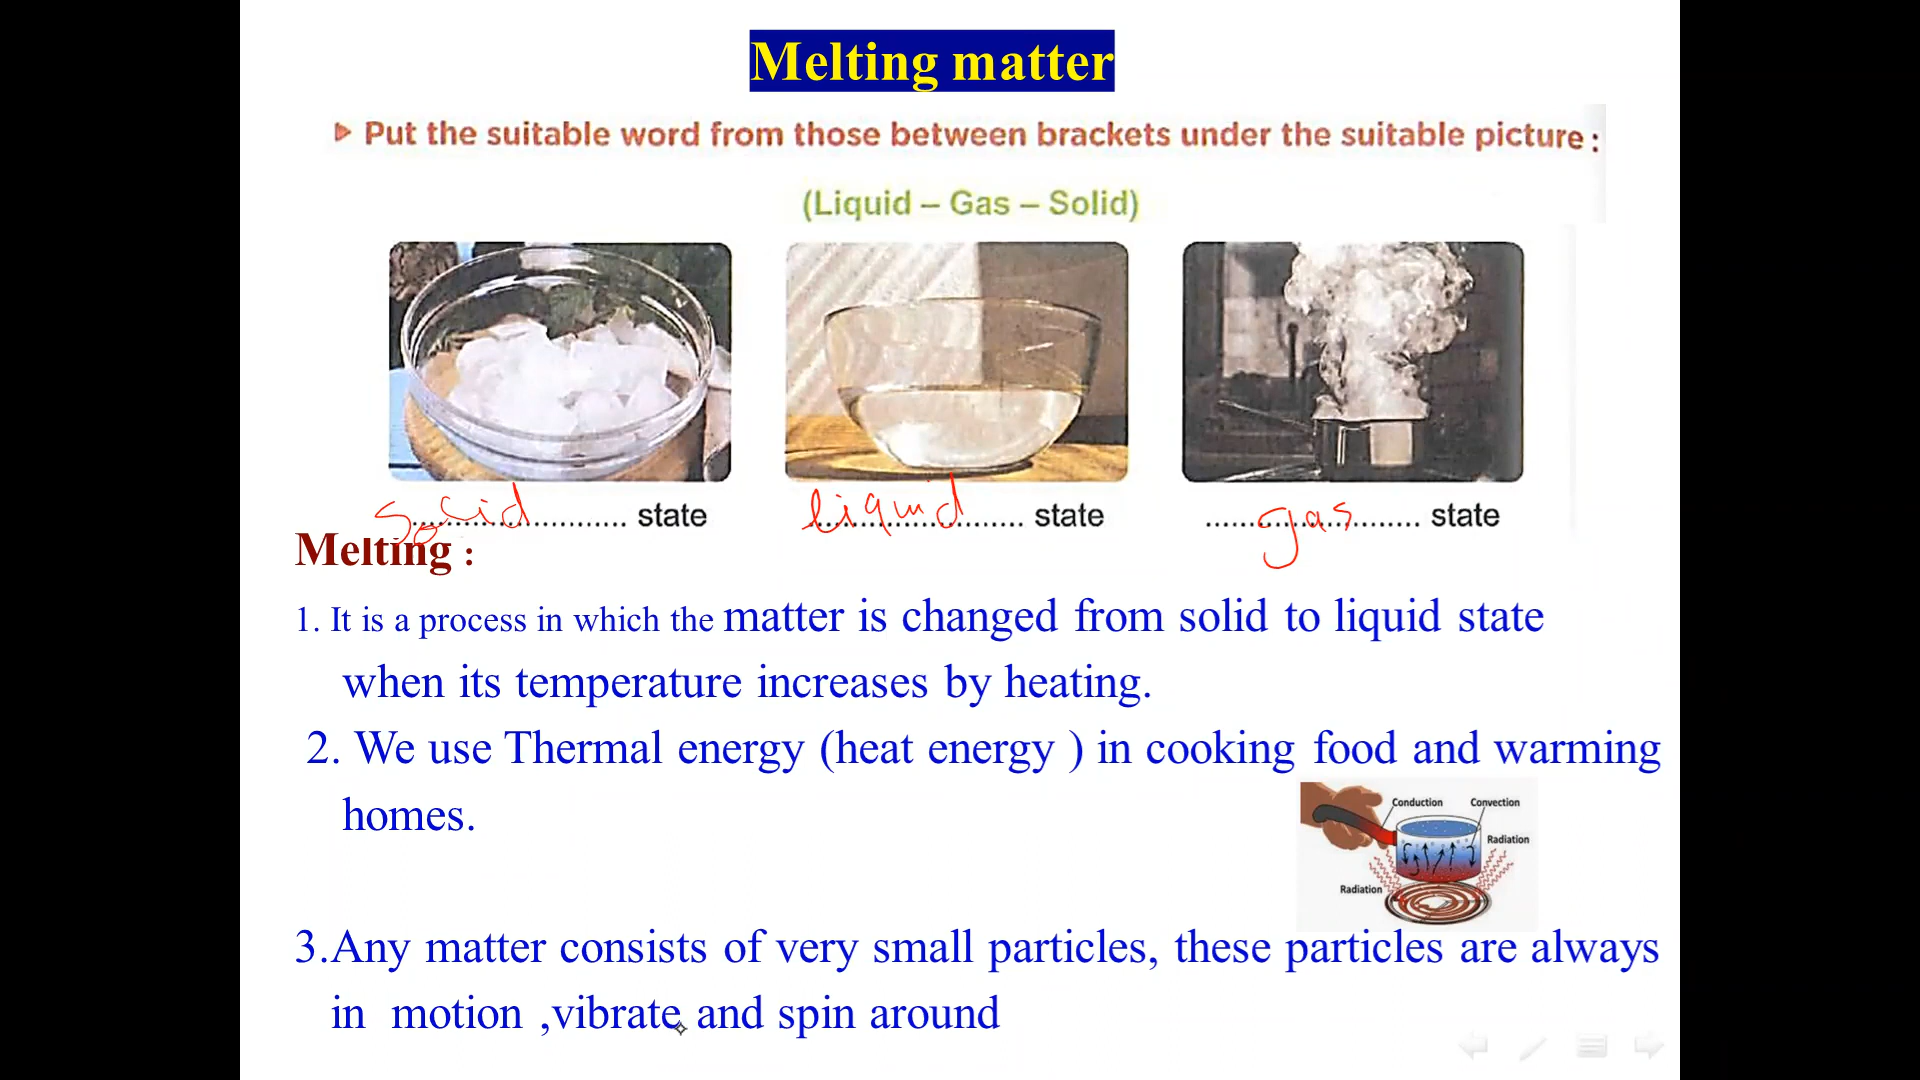 Melting matter
Put the suitable word from those between brackets under the suitable picture :
(Liquid – Gas – Solid)
solid state liquid state gas state
Melting :
1. It is a process in which the matter is changed from solid to liquid state
when its temperature increases by heating.
2. We use Thermal energy (heat energy ) in cooking food and warming
homes.
Conduction Convection
Radiation
Radiation
3.Any matter consists of very small particles, these particles are always
in motion ,vibrate and spin around